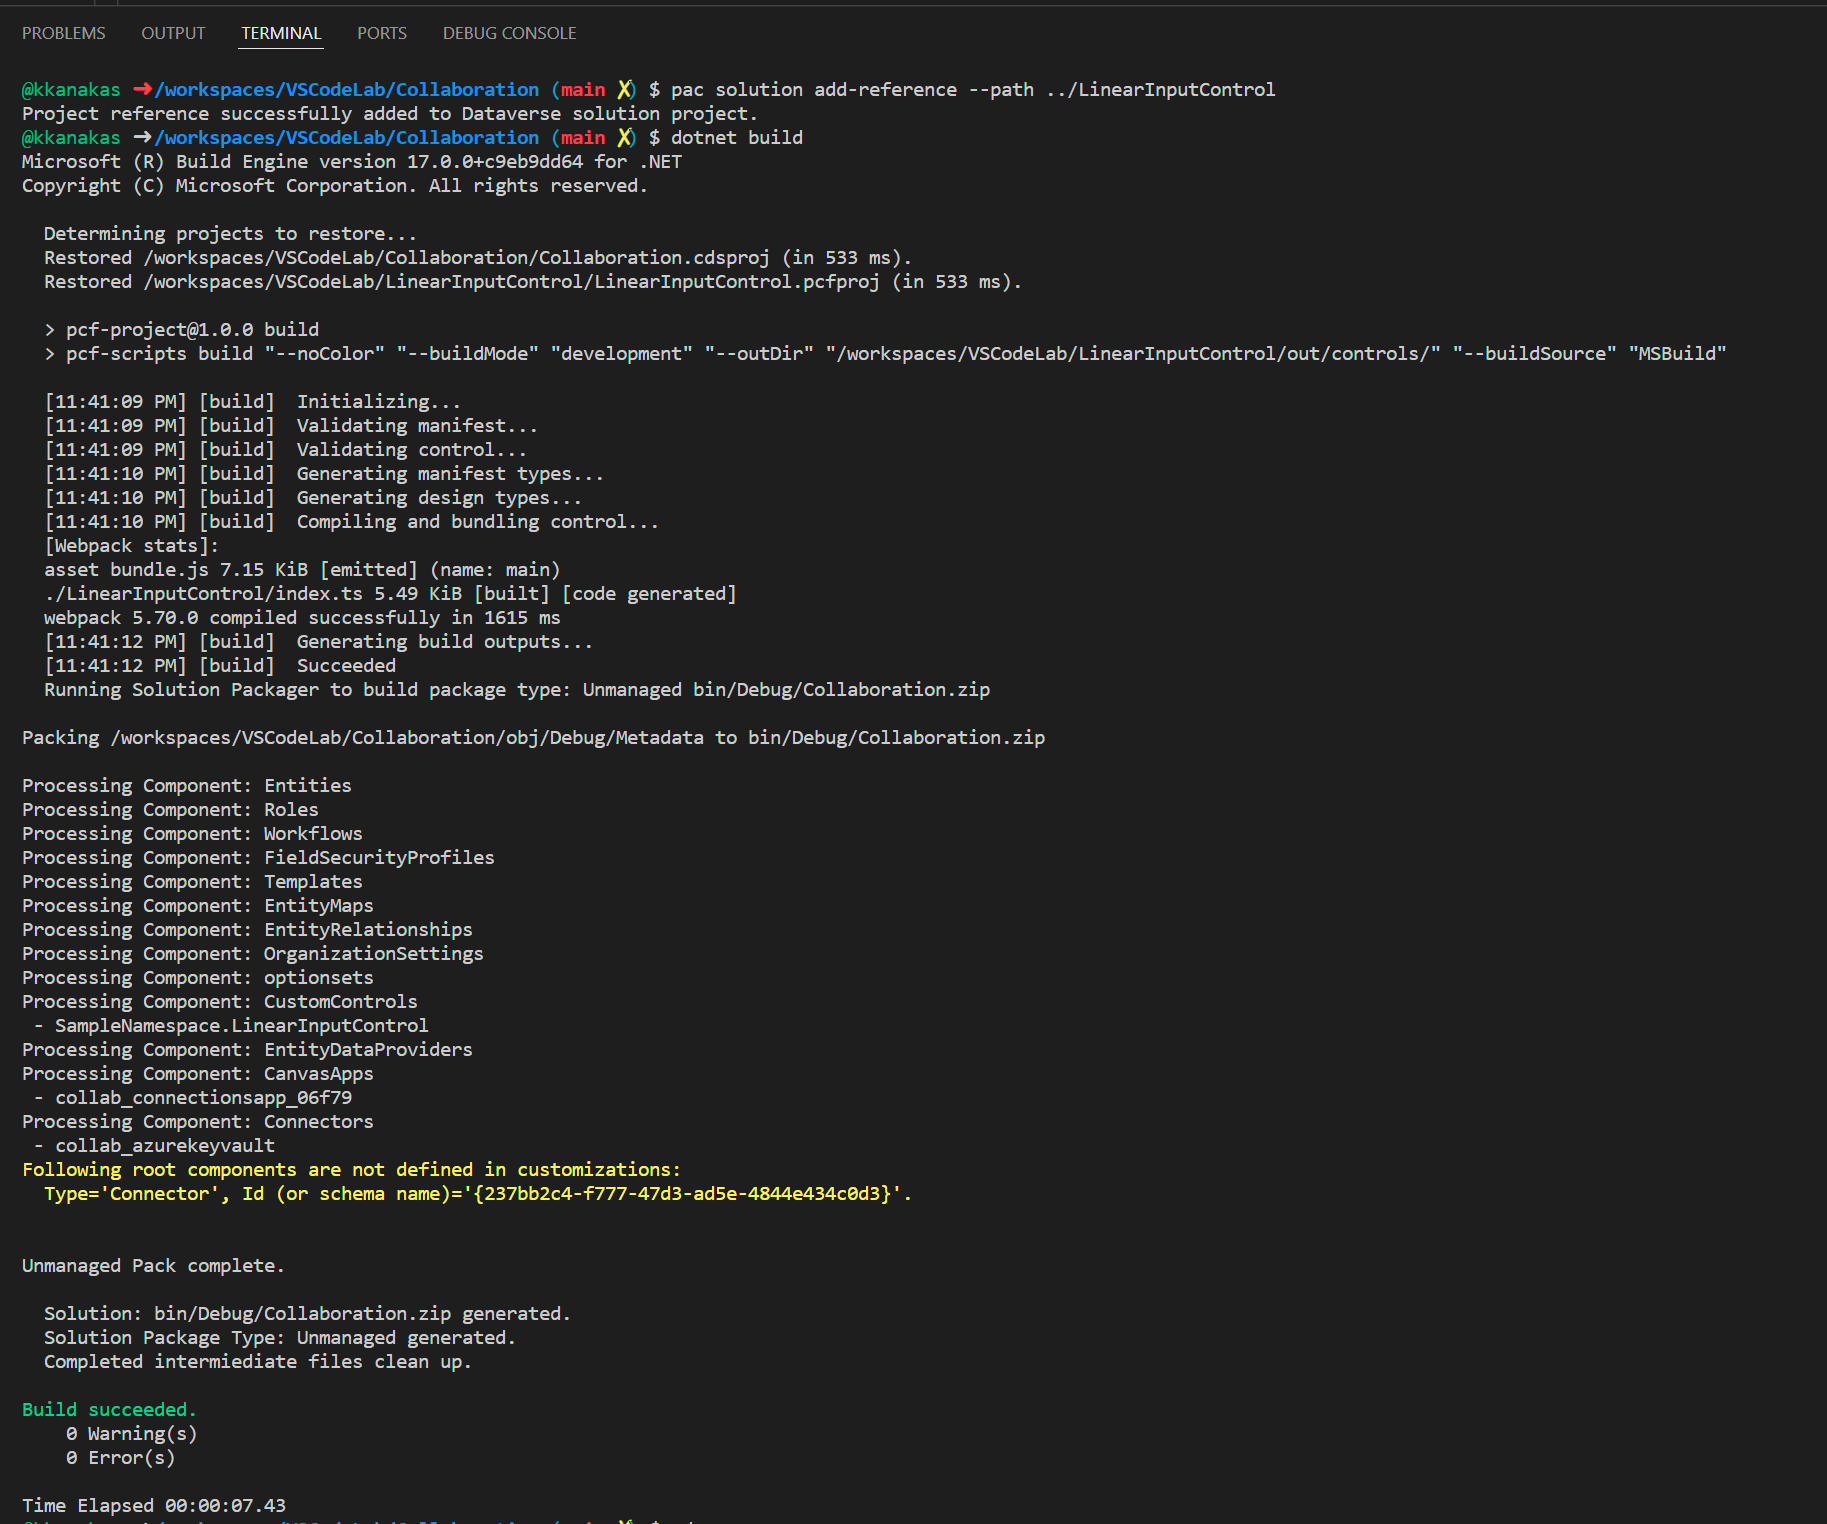 PROBLEMS OUTPUT TERMINAL PORTS DEBUG CONSOLE
@kkanakas ➜/workspaces/VSCodeLab/Collaboration (main ✗) $ pac solution add-reference --path ../LinearInputControl
Project reference successfully added to Dataverse solution project.
@kkanakas ➜/workspaces/VSCodeLab/Collaboration (main ✗) $ dotnet build
Microsoft (R) Build Engine version 17.0.0+c9eb9dd64 for .NET
Copyright (C) Microsoft Corporation. All rights reserved.
Determining projects to restore...
Restored /workspaces/VSCodeLab/Collaboration/Collaboration.cdsproj (in 533 ms).
Restored /workspaces/VSCodeLab/LinearInputControl/LinearInputControl.pcfproj (in 533 ms).
> pcf-project@1.0.0 build
> pcf-scripts build "--noColor" "--buildMode" "development" "--outDir" "/workspaces/VSCodeLab/LinearInputControl/out/controls/" "--buildSource" "MSBuild"
[11:41:09 PM] [build]  Initializing...
[11:41:09 PM] [build]  Validating manifest...
[11:41:09 PM] [build]  Validating control...
[11:41:10 PM] [build]  Generating manifest types...
[11:41:10 PM] [build]  Generating design types...
[11:41:10 PM] [build]  Compiling and bundling control...
[Webpack stats]:
asset bundle.js 7.15 KiB [emitted] (name: main)
./LinearInputControl/index.ts 5.49 KiB [built] [code generated]
webpack 5.70.0 compiled successfully in 1615 ms
[11:41:12 PM] [build]  Generating build outputs...
[11:41:12 PM] [build]  Succeeded
Running Solution Packager to build package type: Unmanaged bin/Debug/Collaboration.zip
Packing /workspaces/VSCodeLab/Collaboration/obj/Debug/Metadata to bin/Debug/Collaboration.zip
Processing Component: Entities
Processing Component: Roles
Processing Component: Workflows
Processing Component: FieldSecurityProfiles
Processing Component: Templates
Processing Component: EntityMaps
Processing Component: EntityRelationships
Processing Component: OrganizationSettings
Processing Component: optionsets
Processing Component: CustomControls
- SampleNamespace.LinearInputControl
Processing Component: EntityDataProviders
Processing Component: CanvasApps
- collab_connectionsapp_06f79
Processing Component: Connectors
- collab_azurekeyvault
Following root components are not defined in customizations:
Type='Connector', Id (or schema name)='{237bb2c4-f777-47d3-ad5e-4844e434c0d3}'.
Unmanaged Pack complete.
Solution: bin/Debug/Collaboration.zip generated.
Solution Package Type: Unmanaged generated.
Completed intermiediate files clean up.
Build succeeded.
0 Warning(s)
0 Error(s)
Time Elapsed 00:00:07.43